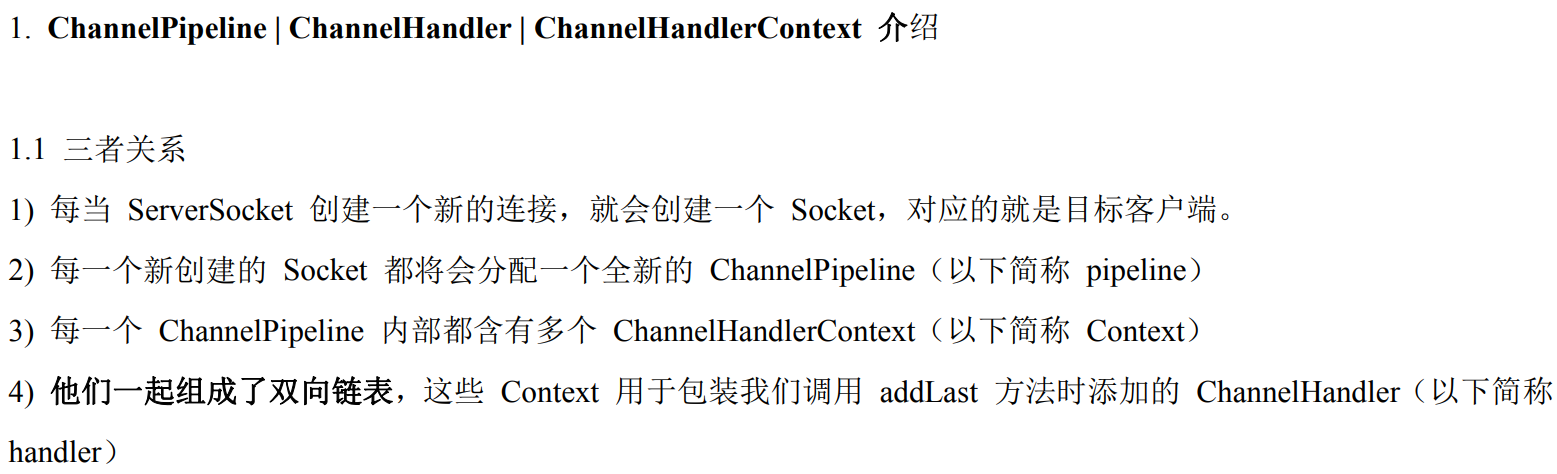 1. ChannelPipeline | ChannelHandler | ChannelHandlerContext 介绍
1.1 三者关系
1) 每当 ServerSocket 创建一个新的连接，就会创建一个 Socket，对应的就是目标客户端。
2) 每一个新创建的 Socket 都将会分配一个全新的 ChannelPipeline（以下简称 pipeline）
3) 每一个 ChannelPipeline 内部都含有多个 ChannelHandlerContext（以下简称 Context）
4) 他们一起组成了双向链表，这些 Context 用于包装我们调用 addLast 方法时添加的 ChannelHandler（以下简称
handler）